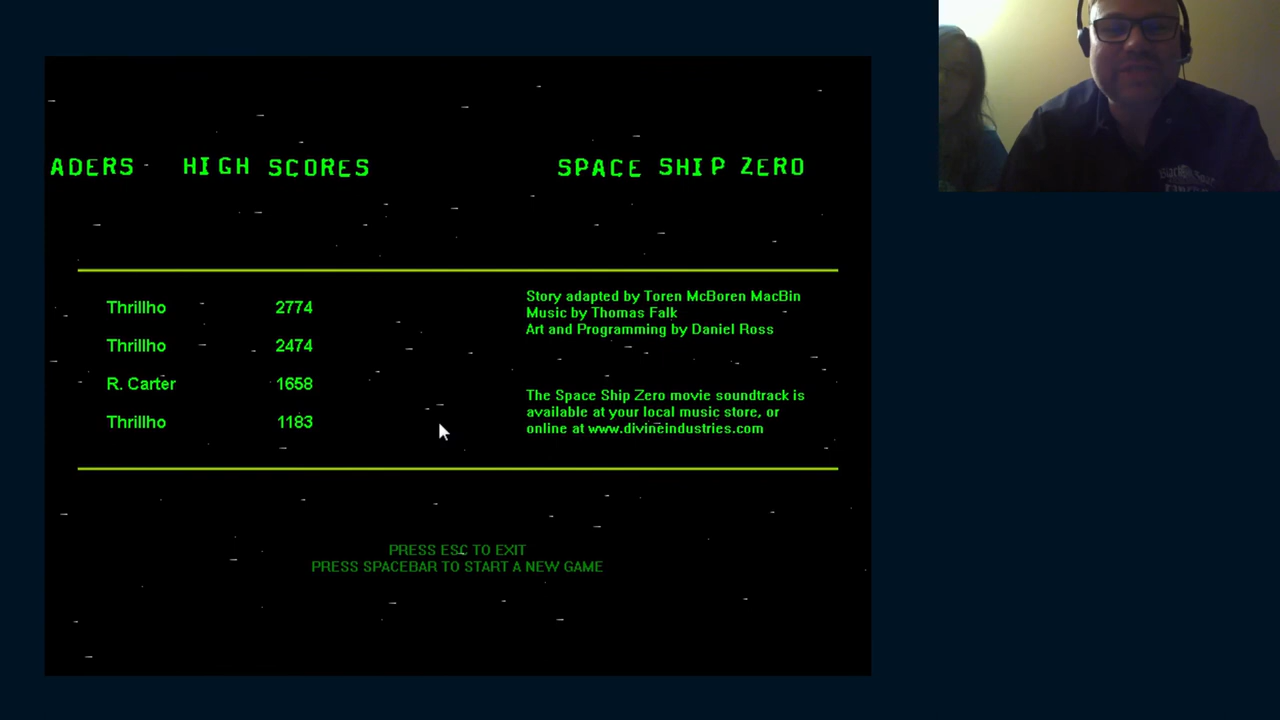 ADERS HIGH SCORES SPACE SHIP ZERO
Thrillho 2774
Thrillho 2474
R. Carter 1658
Thrillho 1183
Story adapted by Toren McBoren MacBin
Music by Thomas Falk
Art and Programming by Daniel Ross
The Space Ship Zero movie soundtrack is
available at your local music store, or
online at www.divineindustries.com
PRESS ESC TO EXIT
PRESS SPACEBAR TO START A NEW GAME